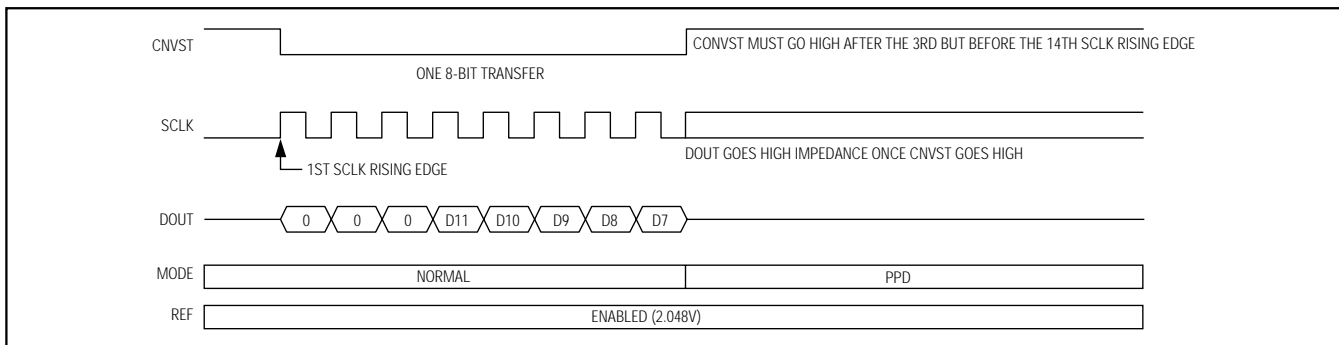 CNVST
CONVST MUST GO HIGH AFTER THE 3RD BUT BEFORE THE 14TH SCLK RISING EDGE
ONE 8-BIT TRANSFER
SCLK
DOUT GOES HIGH IMPEDANCE ONCE CNVST GOES HIGH
1ST SCLK RISING EDGE
DOUT
0 0 0 D11 D10 D9 D8 D7
MODE
NORMAL PPD
REF
ENABLED (2.048V)